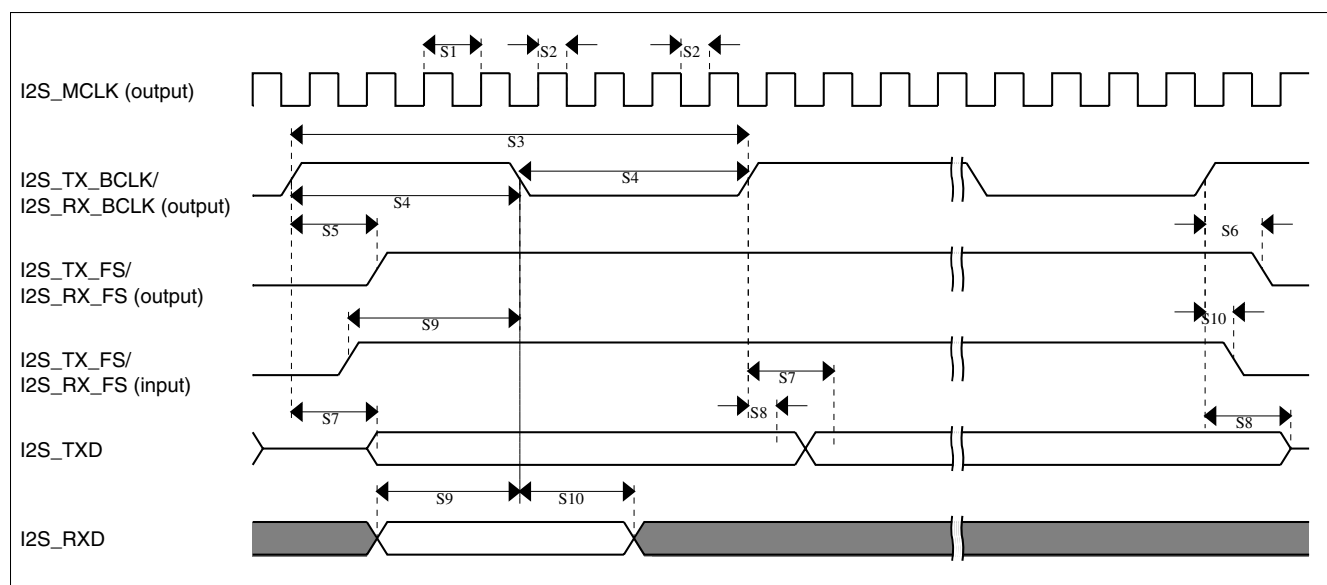 S1
S2
S2
I2S_MCLK (output)
S3
I2S_TX_BCLK/
I2S_RX_BCLK (output)
S4
S4
S5
S6
I2S_TX_FS/
I2S_RX_FS (output)
S9
S10
I2S_TX_FS/
I2S_RX_FS (input)
S7
S7
S8
S8
I2S_TXD
S9
S10
I2S_RXD